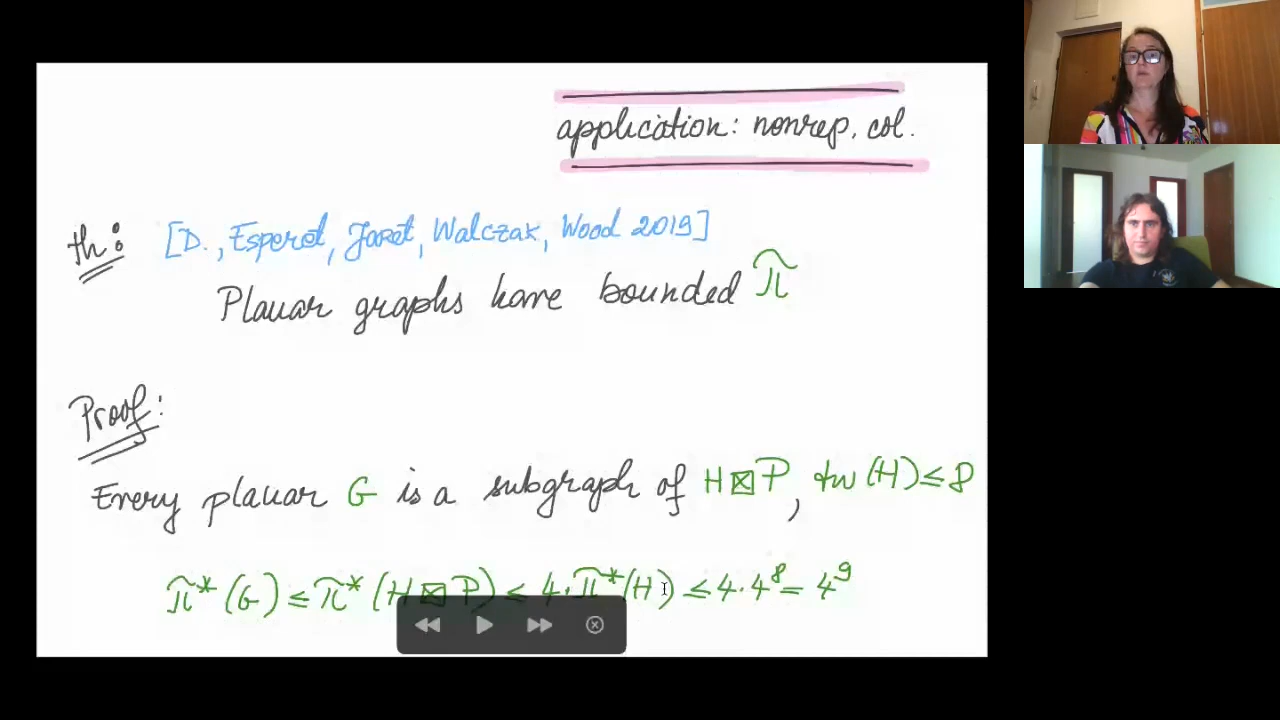 application: nonrep. col.
th: [D., Esperet, Joret, Walczak, Wood 2019]
Planar graphs have bounded π
Proof:
Every planar G is a subgraph of H⊠P, tw(H)≤8
π*(G) ≤ π*(H⊠P) ≤ 4·π*(H) ≤ 4·4⁸ = 4⁹